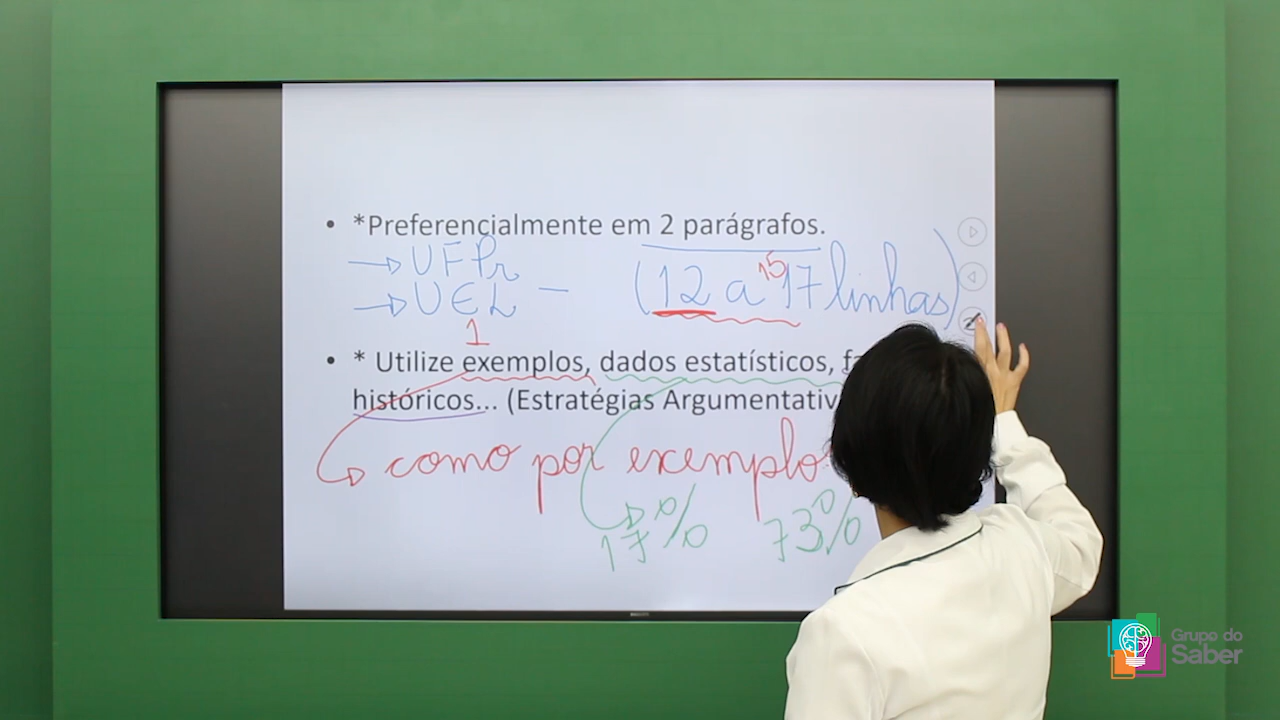 • *Preferencialmente em 2 parágrafos.
→ UFPr
→ UEL – (12 a 15 17 linhas)
1
• * Utilize exemplos, dados estatísticos,
históricos... (Estratégias
como por exemplo
17% 73%
Grupo do
Saber